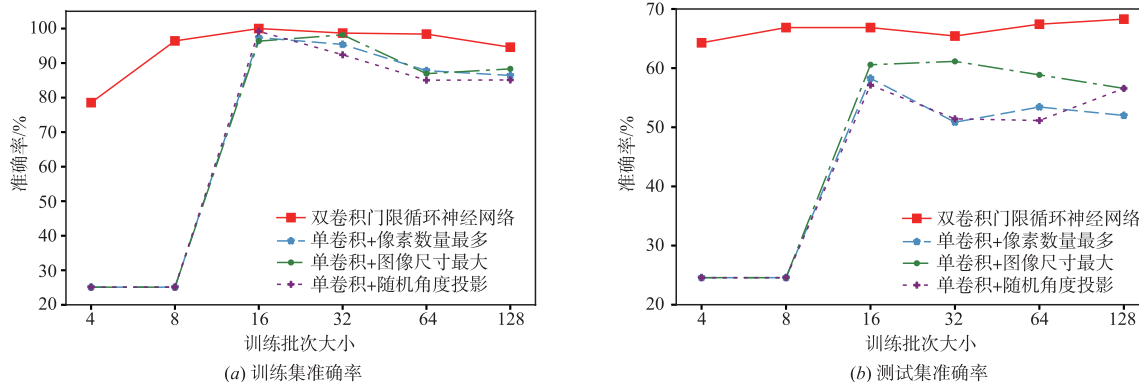 准确率/%
100
90
80
70
60
50
40
30
20
4
8
16
32
64
128
双卷积门限循环神经网络
单卷积+像素数量最多
单卷积+图像尺寸最大
单卷积+随机角度投影
训练批次大小
(a) 训练集准确率
准确率/%
70
60
50
40
30
20
4
8
16
32
64
128
双卷积门限循环神经网络
单卷积+像素数量最多
单卷积+图像尺寸最大
单卷积+随机角度投影
训练批次大小
(b) 测试集准确率